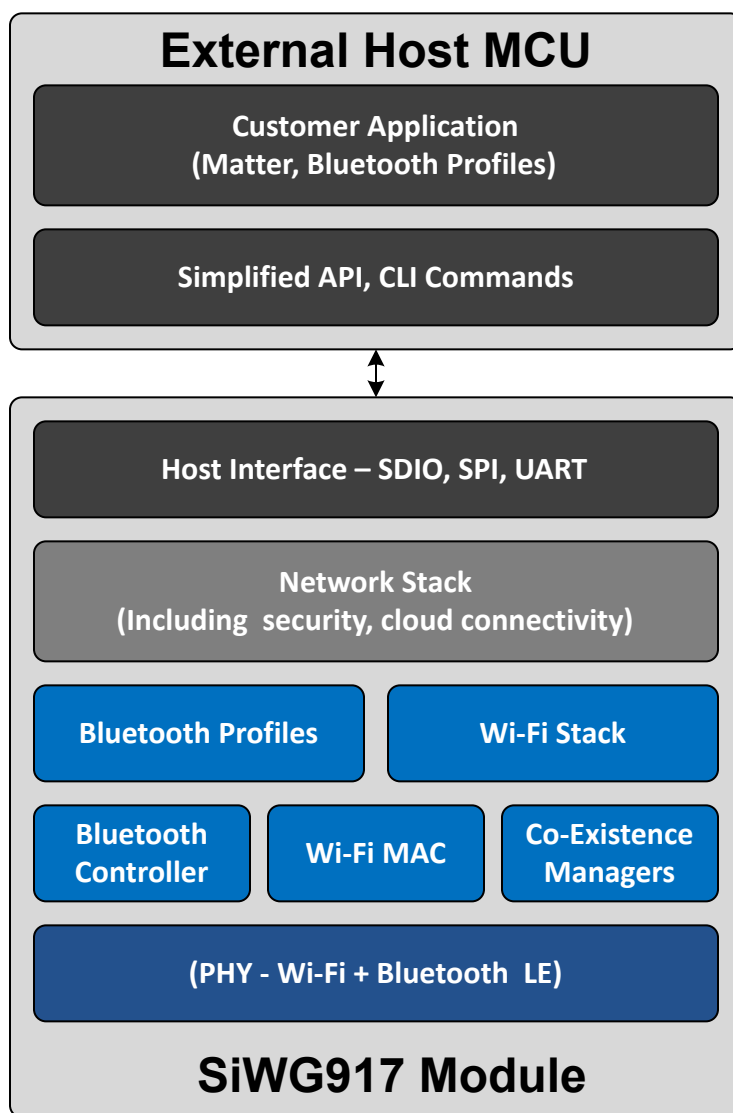 External Host MCU
Customer Application
(Matter, Bluetooth Profiles)
Simplified API, CLI Commands
Host Interface – SDIO, SPI, UART
Network Stack
(Including  security, cloud connectivity)
Bluetooth Profiles
Wi-Fi Stack
Bluetooth
Controller
Wi-Fi MAC
Co-Existence
Managers
(PHY - Wi-Fi + Bluetooth  LE)
SiWG917 Module